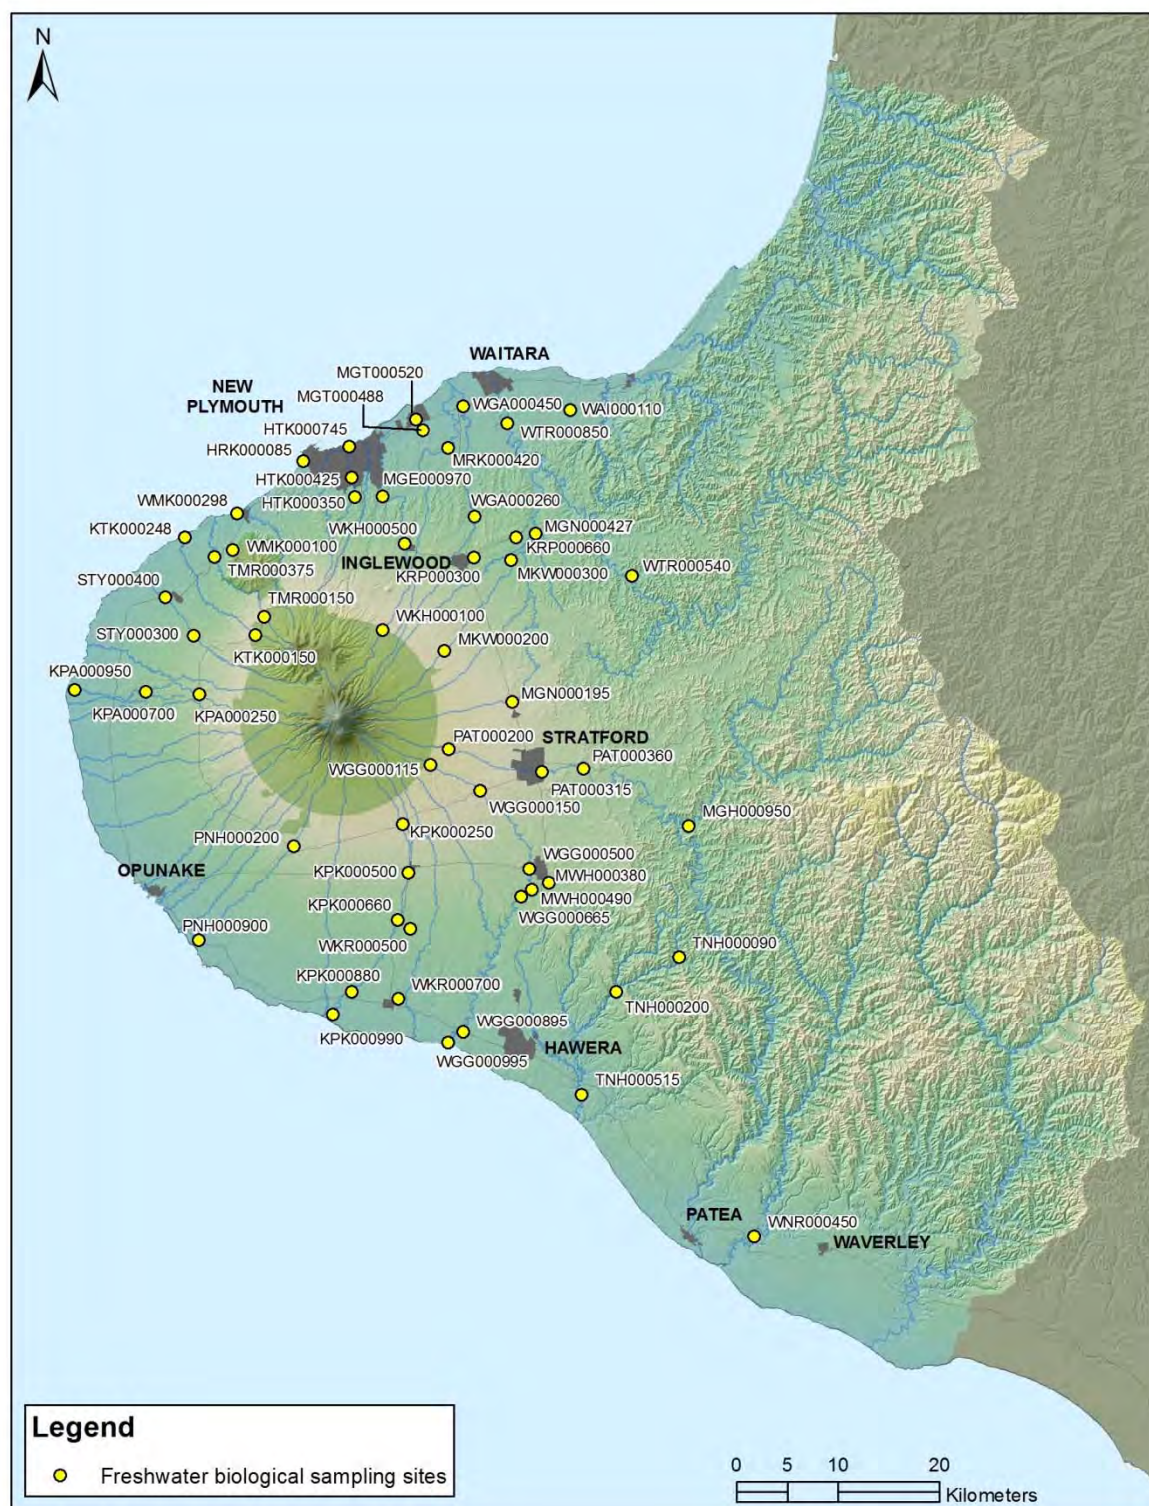 N
WAITARA
MGT000520
NEW
PLYMOUTH
MGT000488
WGA000450
WAI000110
HTK000745
WTR000850
HRK000085
MRK000420
HTK000425
MGE000970
WMK000298
HTK000350
WGA000260
KTK000248
WKH000500
MGN000427
WMK000100
KRP000660
INGLEWOOD
TMR000375
KRP000300
MKW000300
WTR000540
STY000400
TMR000150
WKH000100
STY000300
MKW000200
KTK000150
KPA000950
MGN000195
KPA000700
KPA000250
PAT000200
STRATFORD
PAT000360
WGG000115
PAT000315
WGG000150
MGH000950
KPK000250
PNH000200
WGG000500
OPUNAKE
KPK000500
MWH000380
MWH000490
KPK000660
WGG000665
PNH000900
WKR000500
TNH000090
KPK000880
WKR000700
TNH000200
WGG000895
KPK000990
HAWERA
WGG000995
TNH000515
PATEA
WNR000450
WAVERLEY
Legend
Freshwater biological sampling sites
0 5 10 20
Kilometers